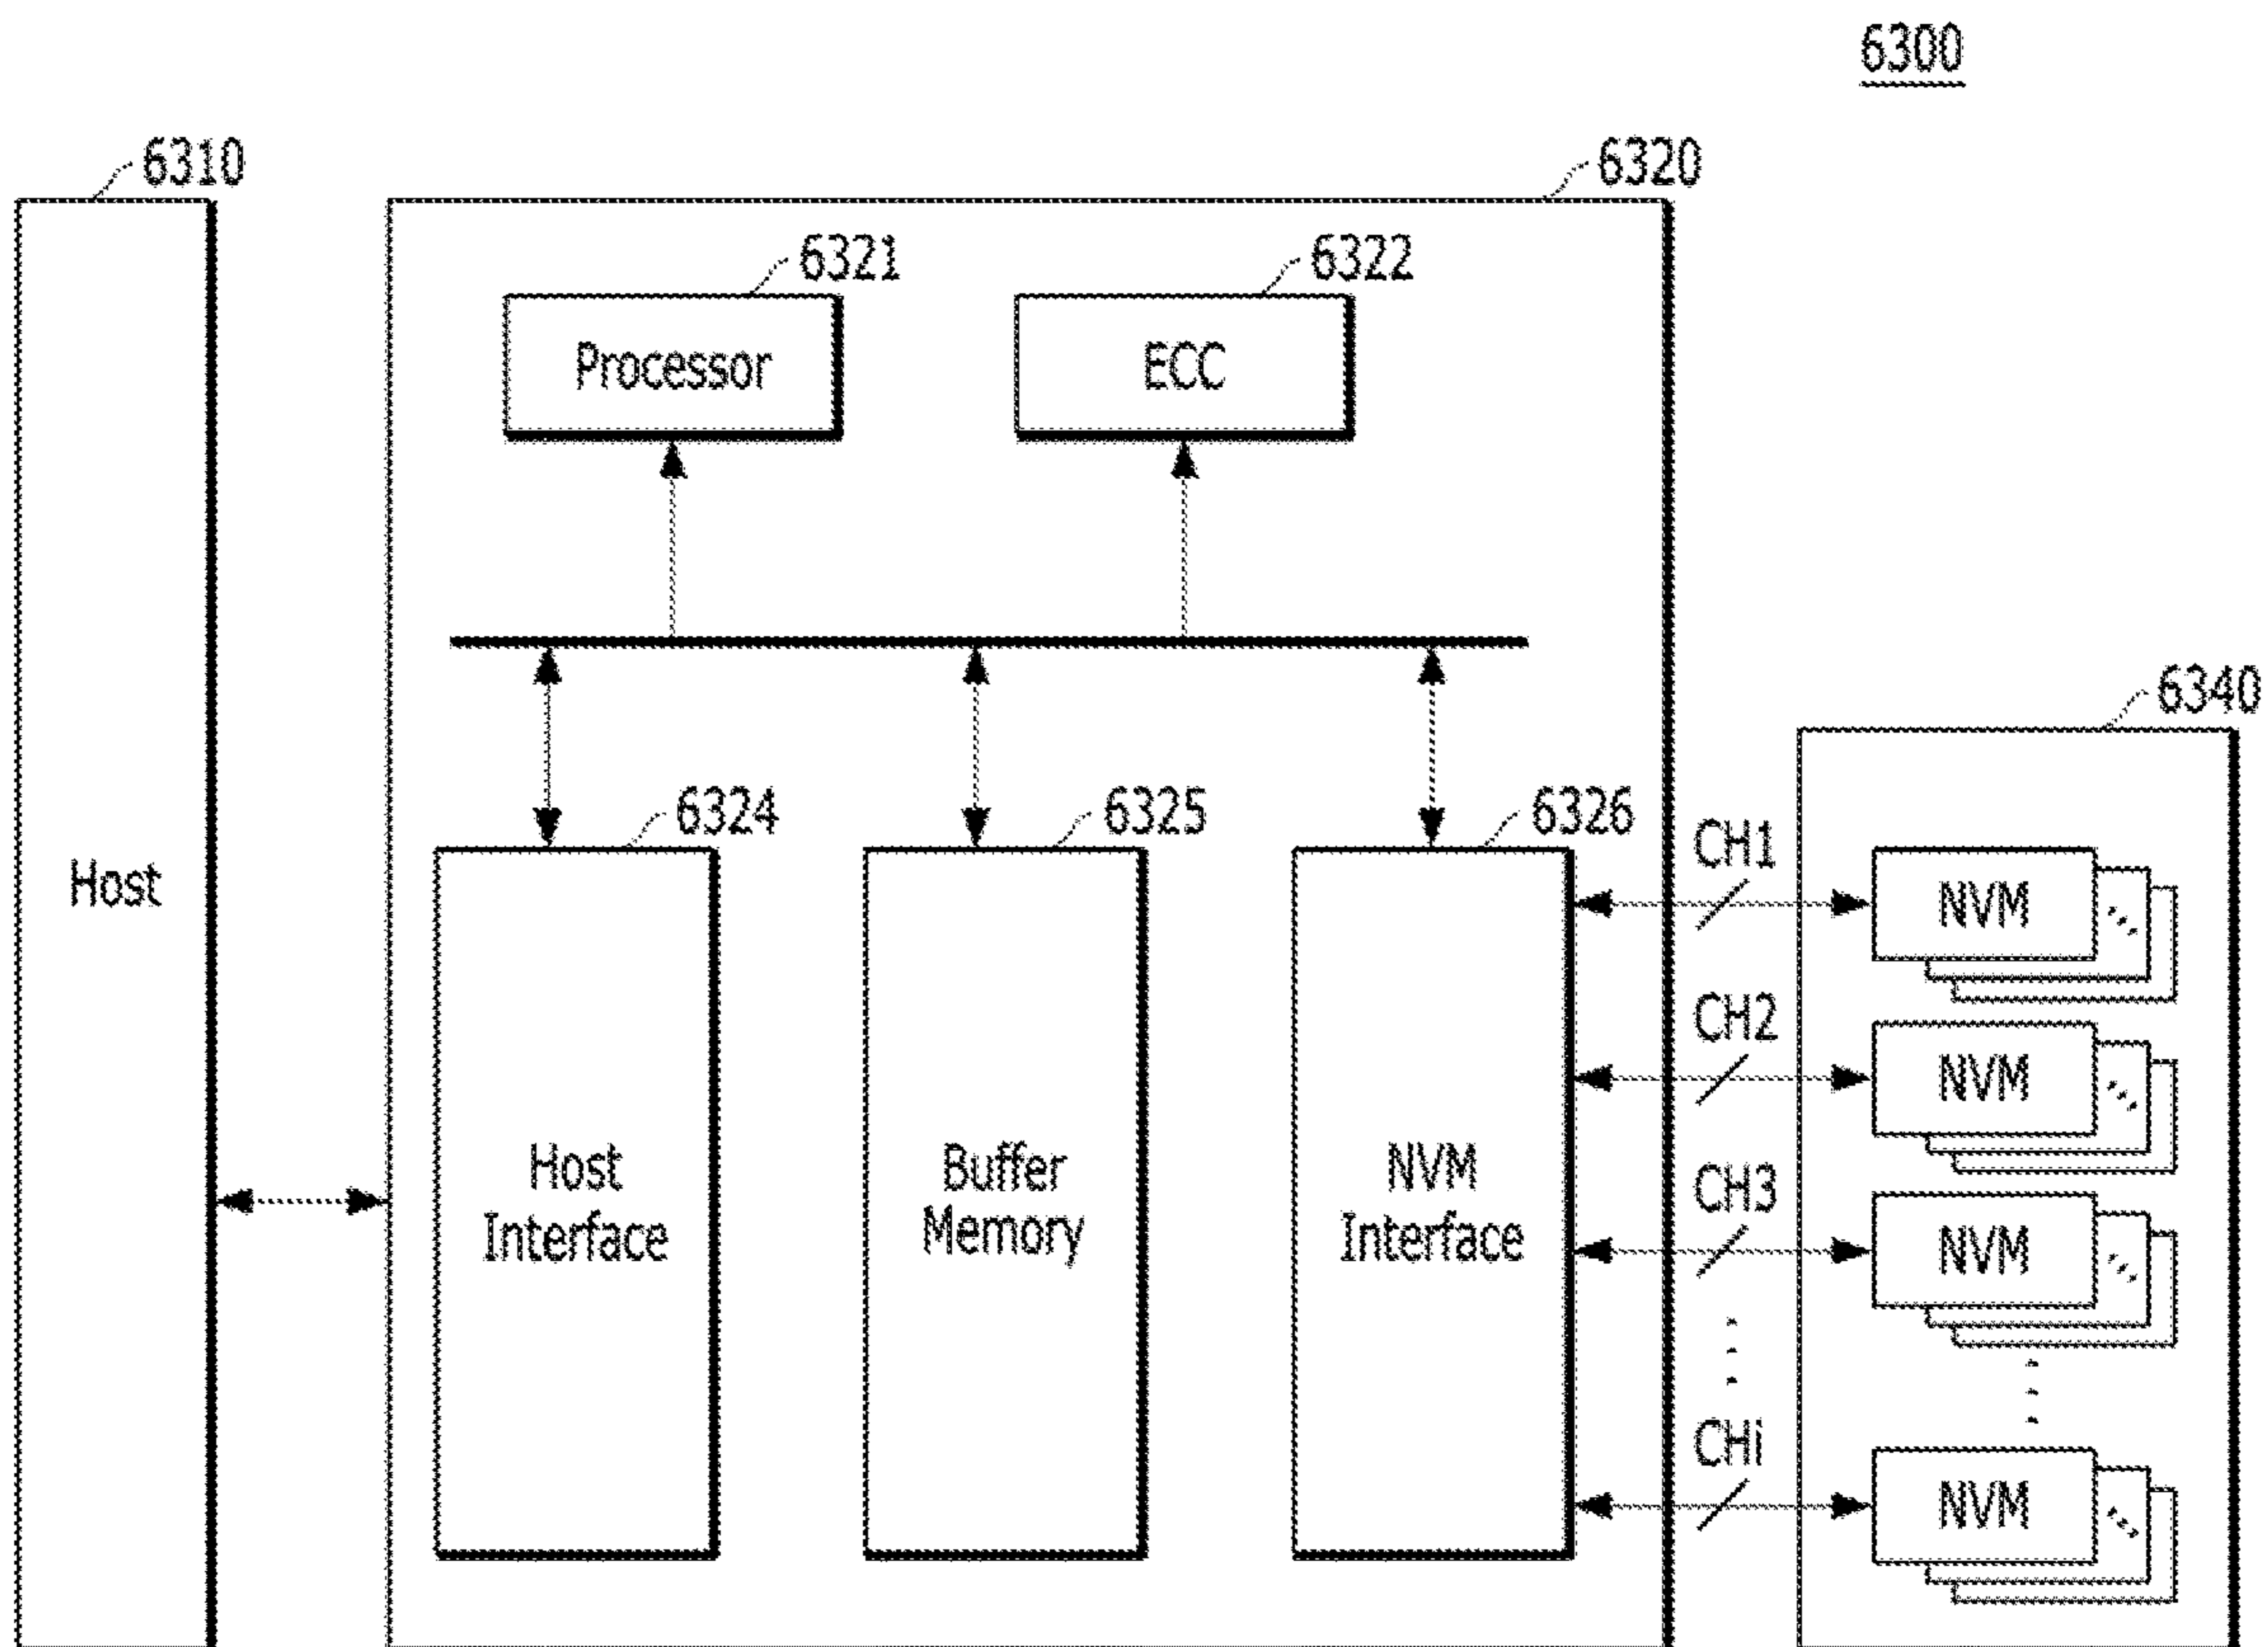 6300
6310
6320
6321
6322
Processor
ECC
6340
6324
6325
6326
CH1
Host
NVM
CH2
NVM
Host
Interface
Buffer
Memory
NVM
Interface
CH3
NVM
CHi
NVM